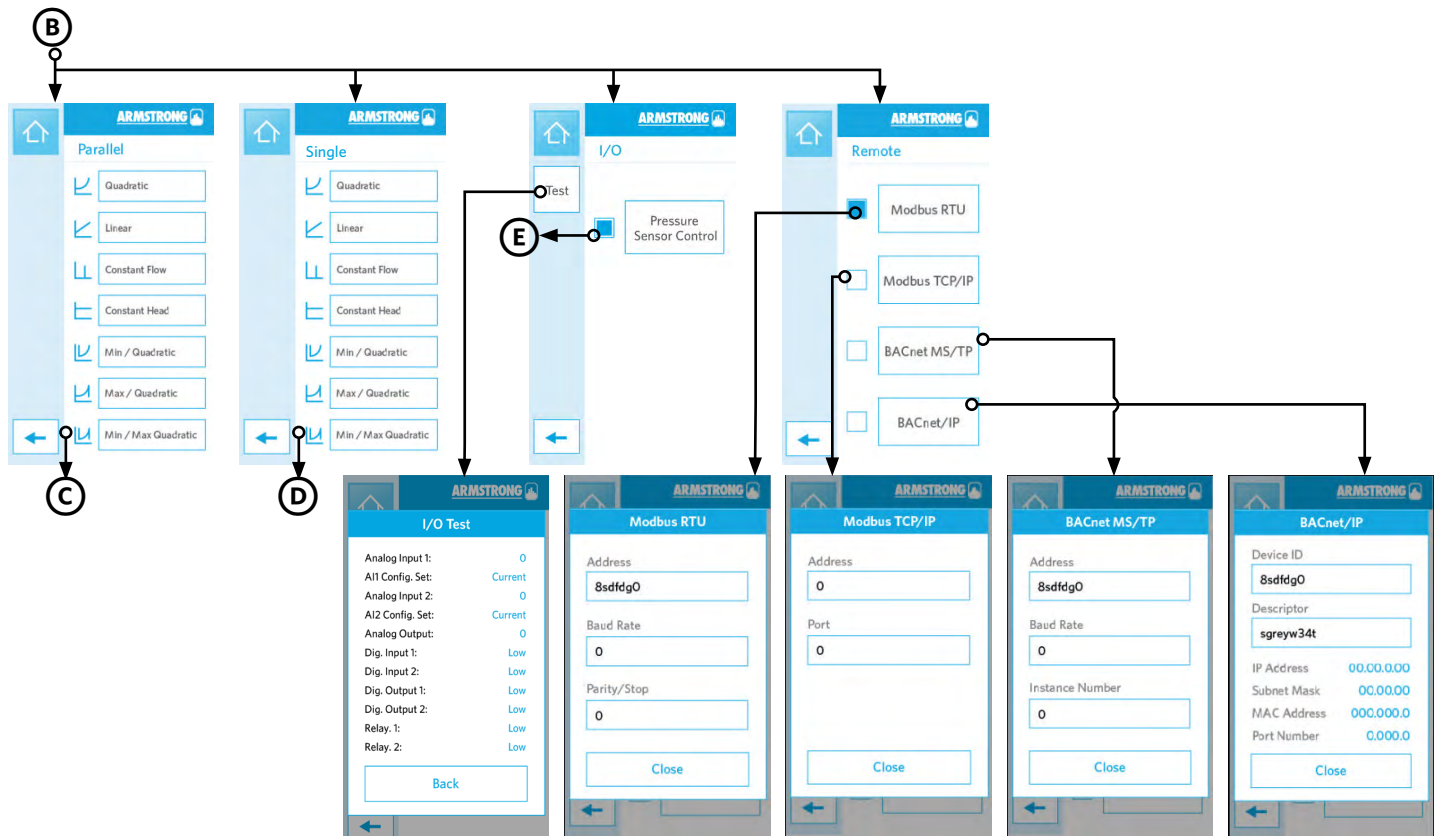 B
ARMSTRONG
Parallel
Quadratic
Linear
Constant Flow
Constant Head
Min / Quadratic
Max / Quadratic
Min / Max Quadratic
C
ARMSTRONG
Single
Quadratic
Linear
Constant Flow
Constant Head
Min / Quadratic
Max / Quadratic
Min / Max Quadratic
D
ARMSTRONG
I/O
Test
E
Pressure
Sensor Control
ARMSTRONG
Remote
Modbus RTU
Modbus TCP/IP
BACnet MS/TP
BACnet/IP
ARMSTRONG
I/O Test
Analog Input 1: 0
AI1 Config. Set: Current
Analog Input 2: 0
AI2 Config. Set: Current
Analog Output: 0
Dig. Input 1: Low
Dig. Input 2: Low
Dig. Output 1: Low
Dig. Output 2: Low
Relay. 1: Low
Relay. 2: Low
Back
ARMSTRONG
Modbus RTU
Address
8sdfdg0
Baud Rate
0
Parity/Stop
0
Close
ARMSTRONG
Modbus TCP/IP
Address
0
Port
0
Close
ARMSTRONG
BACnet MS/TP
Address
8sdfdg0
Baud Rate
0
Instance Number
0
Close
ARMSTRONG
BACnet/IP
Device ID
8sdfdg0
Descriptor
sgreyw34t
IP Address 00.00.0.00
Subnet Mask 00.00.00
MAC Address 000.000.0
Port Number 0.000.0
Close